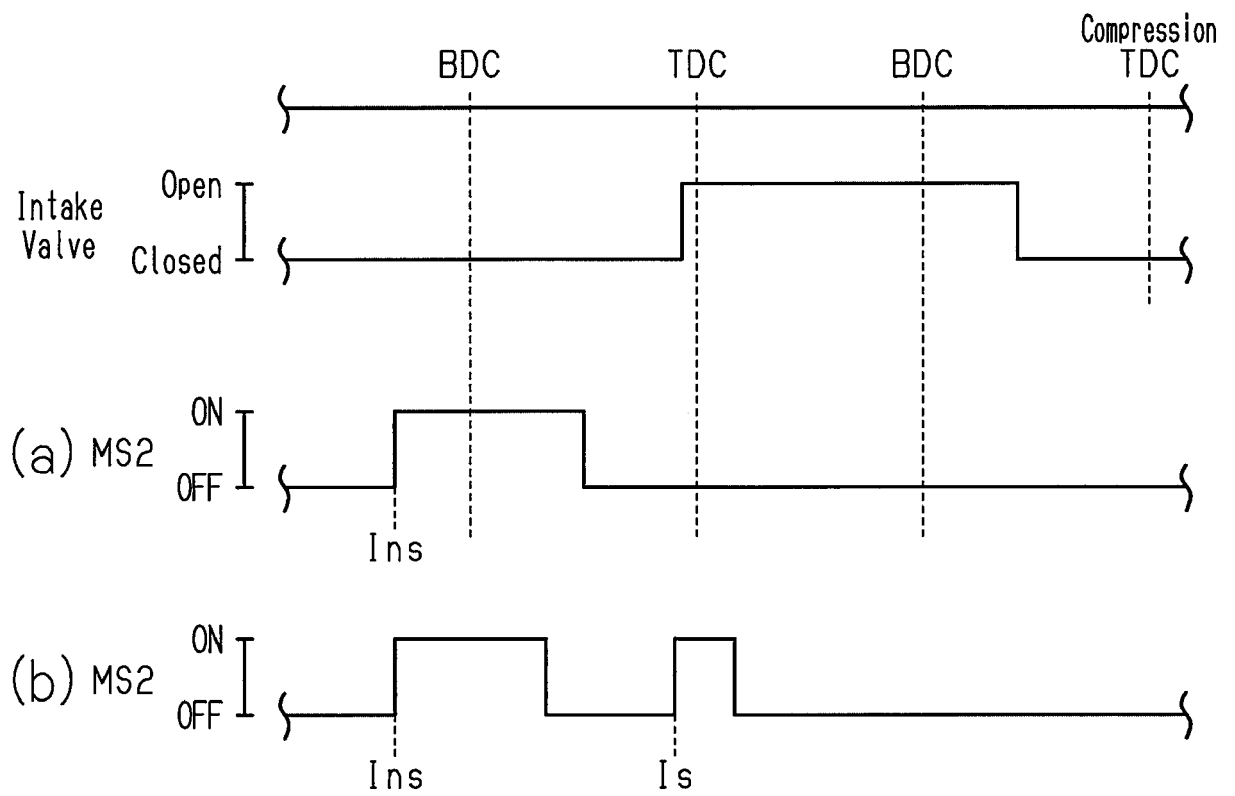 Compression
BDC TDC BDC TDC
Intake
Valve
Open
Closed
(a) MS2
ON
OFF
Ins
(b) MS2
ON
OFF
Ins Is